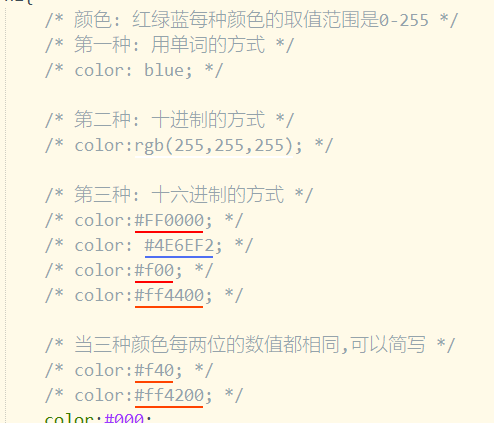 /* 颜色: 红绿蓝每种颜色的取值范围是0-255 */
/* 第一种: 用单词的方式 */
/* color: blue; */
/* 第二种: 十进制的方式 */
/* color:rgb(255,255,255); */
/* 第三种: 十六进制的方式 */
/* color:#FF0000; */
/* color: #4E6EF2; */
/* color:#f00; */
/* color:#ff4400; */
/* 当三种颜色每两位的数值都相同,可以简写 */
/* color:#f40; */
/* color:#ff4200; */
color:#000;